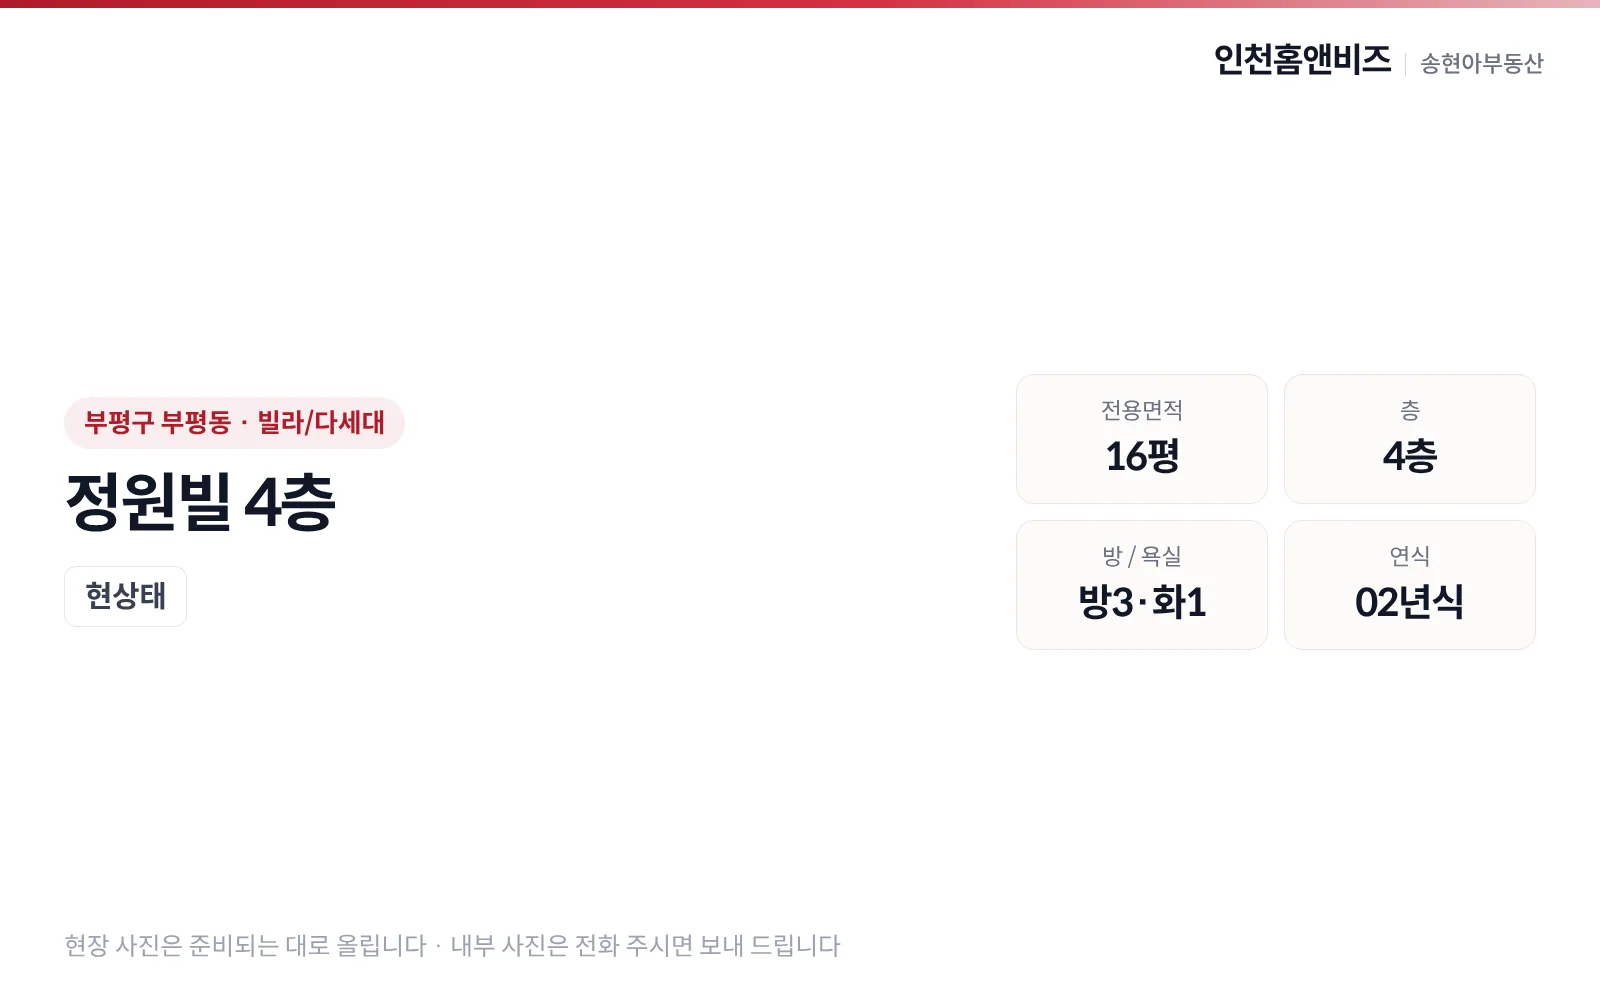 인천홈앤비즈 송현아부동산
부평구 부평동 · 빌라/다세대
정원빌 4층
현상태
전용면적
16평
층
4층
방 / 욕실
방3·화1
연식
02년식
현장 사진은 준비되는 대로 올립니다 · 내부 사진은 전화 주시면 보내 드립니다